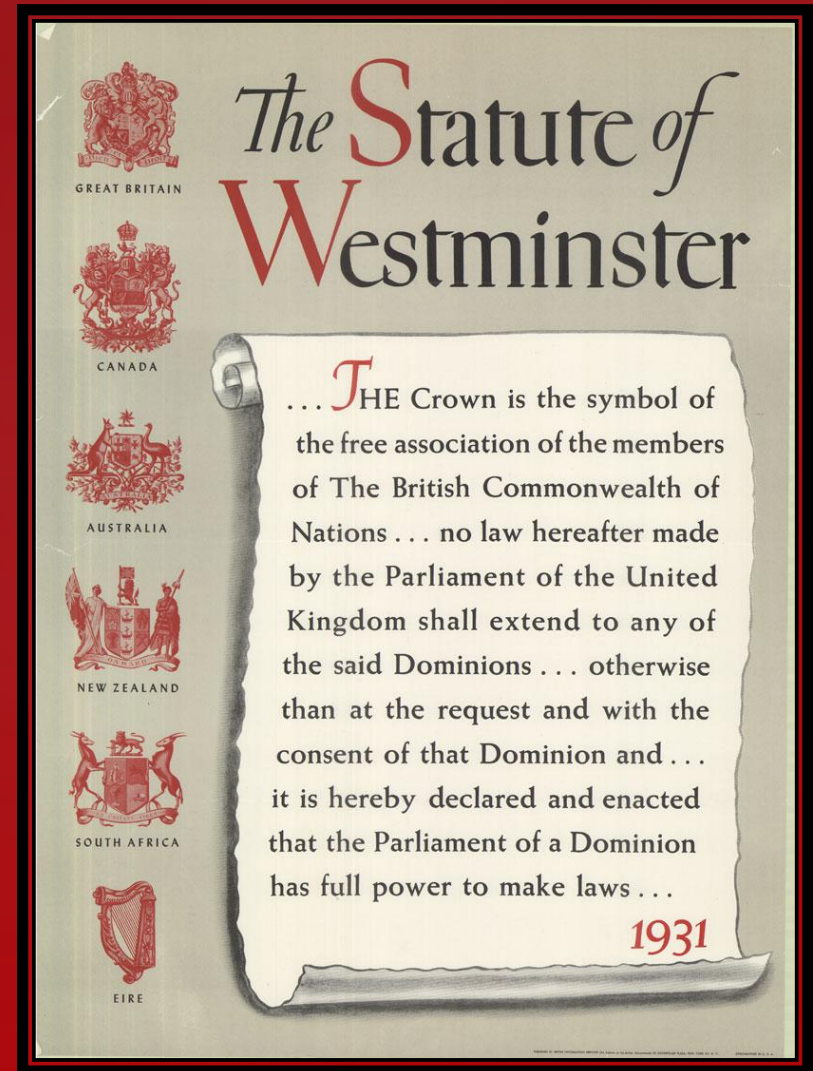 The Statute of
Westminster
GREAT BRITAIN
CANADA
AUSTRALIA
NEW ZEALAND
SOUTH AFRICA
EIRE
... THE Crown is the symbol of
the free association of the members
of The British Commonwealth of
Nations ... no law hereafter made
by the Parliament of the United
Kingdom shall extend to any of
the said Dominions ... otherwise
than at the request and with the
consent of that Dominion and ...
it is hereby declared and enacted
that the Parliament of a Dominion
has full power to make laws ...
1931